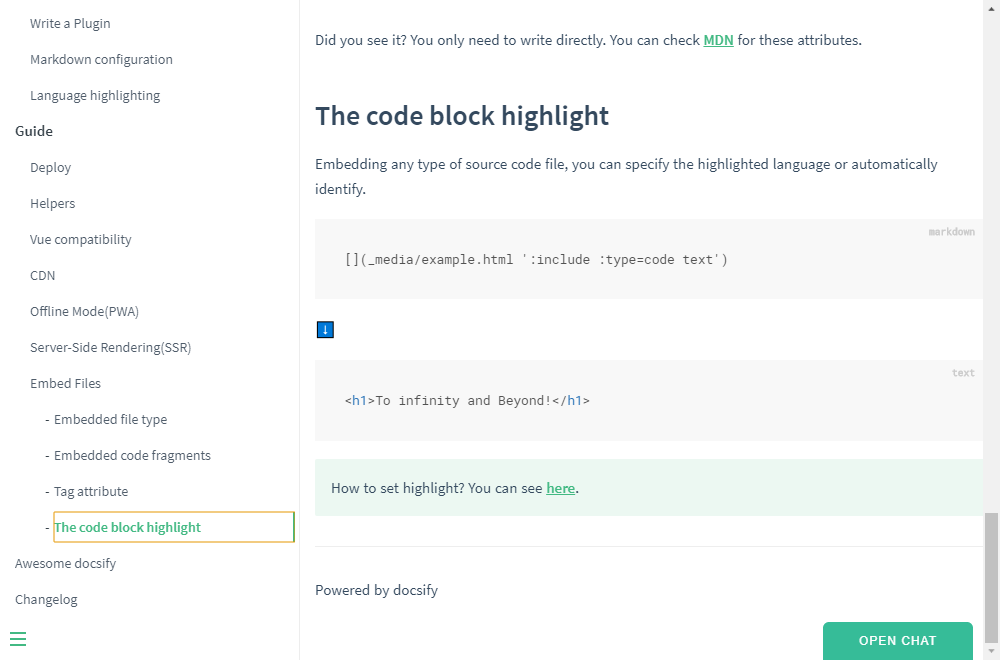 Write a Plugin
Markdown configuration
Language highlighting
Guide
Deploy
Helpers
Vue compatibility
CDN
Offline Mode(PWA)
Server-Side Rendering(SSR)
Embed Files
- Embedded file type
- Embedded code fragments
- Tag attribute
- The code block highlight
Awesome docsify
Changelog
Did you see it? You only need to write directly. You can check MDN for these attributes.
The code block highlight
Embedding any type of source code file, you can specify the highlighted language or automatically
identify.
markdown
[](_media/example.html ':include :type=code text')
↓
text
<h1>To infinity and Beyond!</h1>
How to set highlight? You can see here.
Powered by docsify
OPEN CHAT